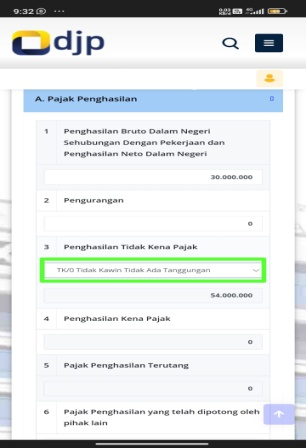 9:32
djp
A. Pajak Penghasilan
1 Penghasilan Bruto Dalam Negeri
Sehubungan Dengan Pekerjaan dan
Penghasilan Neto Dalam Negeri
30.000.000
2 Pengurangan
0
3 Penghasilan Tidak Kena Pajak
TK/0 Tidak Kawin Tidak Ada Tanggungan
54.000.000
4 Penghasilan Kena Pajak
0
5 Pajak Penghasilan Terutang
0
6 Pajak Penghasilan yang telah dipotong oleh
pihak lain